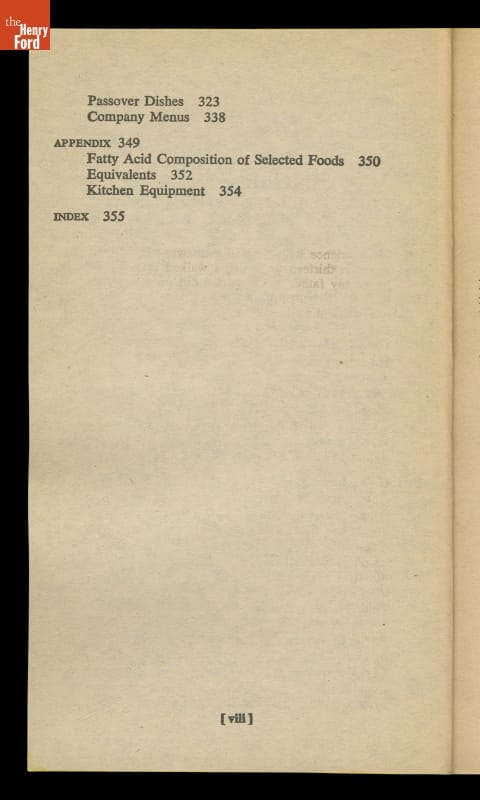 the
Henry
Ford
Passover Dishes 323
Company Menus 338
APPENDIX 349
Fatty Acid Composition of Selected Foods 350
Equivalents 352
Kitchen Equipment 354
INDEX 355
[ viii ]